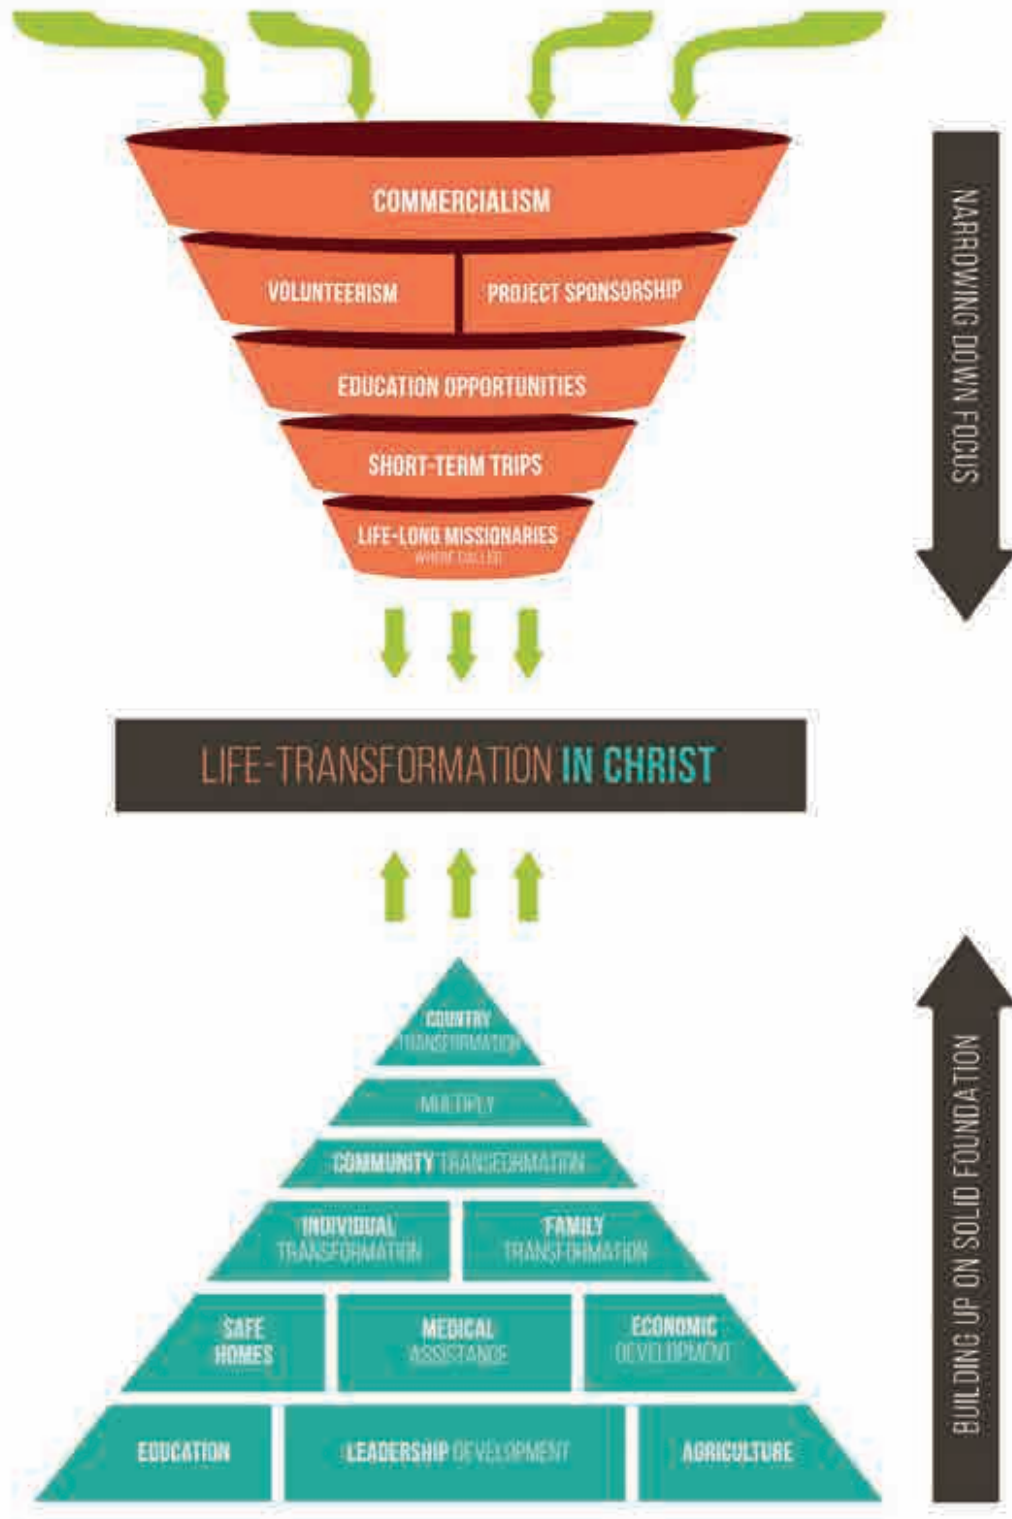 COMMERCIALISM
VOLUNTEERISM
PROJECT SPONSORSHIP
EDUCATION OPPORTUNITIES
SHORT-TERM TRIPS
LIFE-LONG MISSIONARIES
WHERE CALLED
NARROWING DOWN FOCUS
LIFE-TRANSFORMATION IN CHRIST
COUNTRY
TRANSFORMATION
MULTIPLY
COMMUNITY TRANSFORMATION
INDIVIDUAL
TRANSFORMATION
FAMILY
TRANSFORMATION
SAFE
HOMES
MEDICAL
ASSISTANCE
ECONOMIC
DEVELOPMENT
EDUCATION
LEADERSHIP DEVELOPMENT
AGRICULTURE
BUILDING UP ON SOLID FOUNDATION